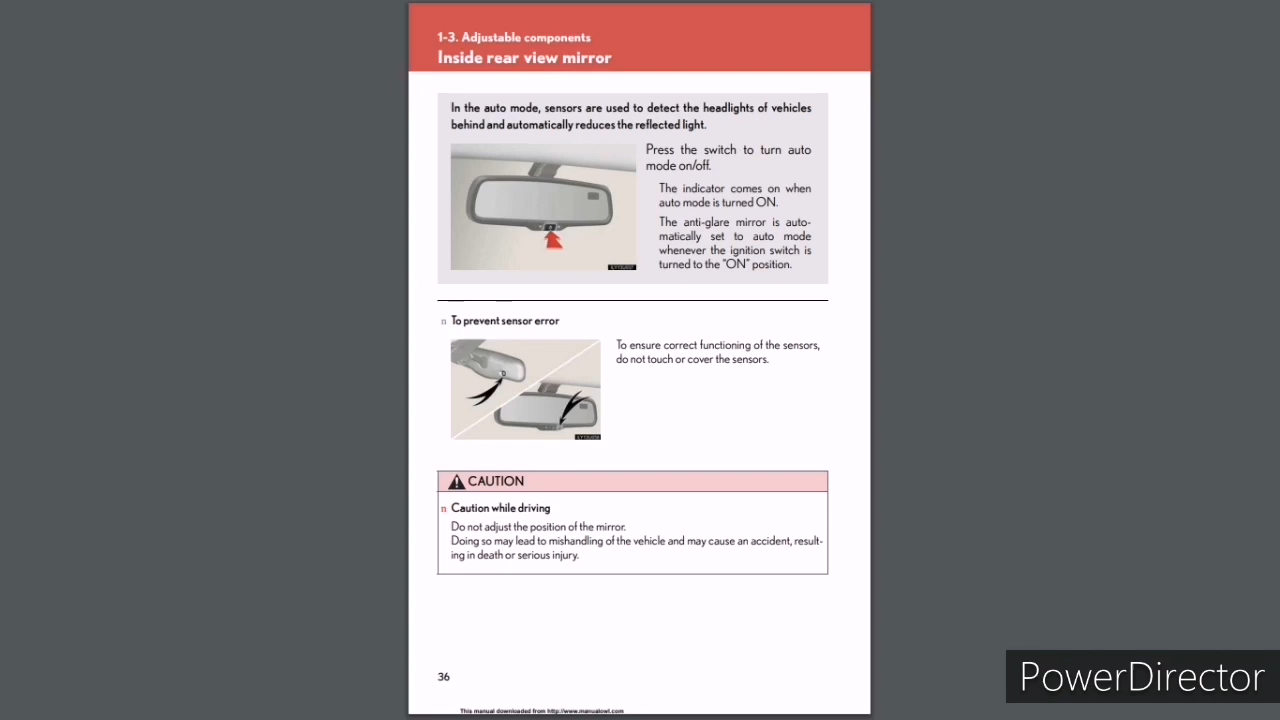 1-3. Adjustable components
Inside rear view mirror
In the auto mode, sensors are used to detect the headlights of vehicles
behind and automatically reduces the reflected light.
Press the switch to turn auto
mode on/off.
The indicator comes on when
auto mode is turned ON.
The anti-glare mirror is auto-
matically set to auto mode
whenever the ignition switch is
turned to the "ON" position.
n To prevent sensor error
To ensure correct functioning of the sensors,
do not touch or cover the sensors.
CAUTION
n Caution while driving
Do not adjust the position of the mirror.
Doing so may lead to mishandling of the vehicle and may cause an accident, result-
ing in death or serious injury.
36
This manual downloaded from http://www.manualowl.com
PowerDirector